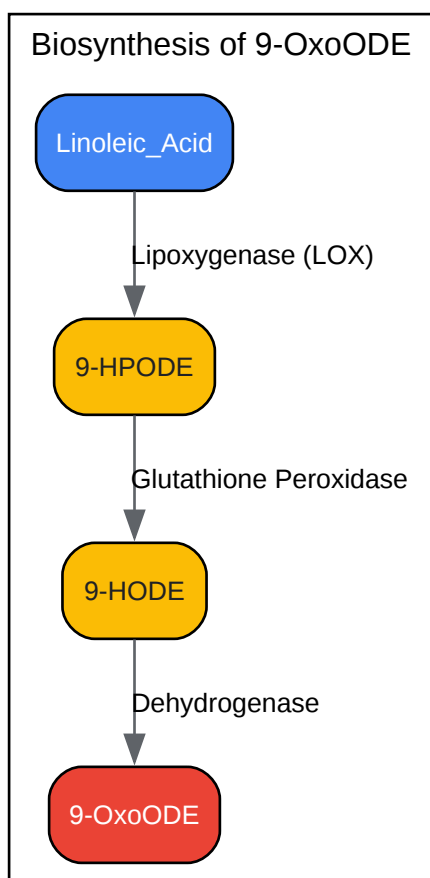 Biosynthesis of 9-OxoODE
Linoleic_Acid
Lipoxygenase (LOX)
9-HPODE
Glutathione Peroxidase
9-HODE
Dehydrogenase
9-OxoODE